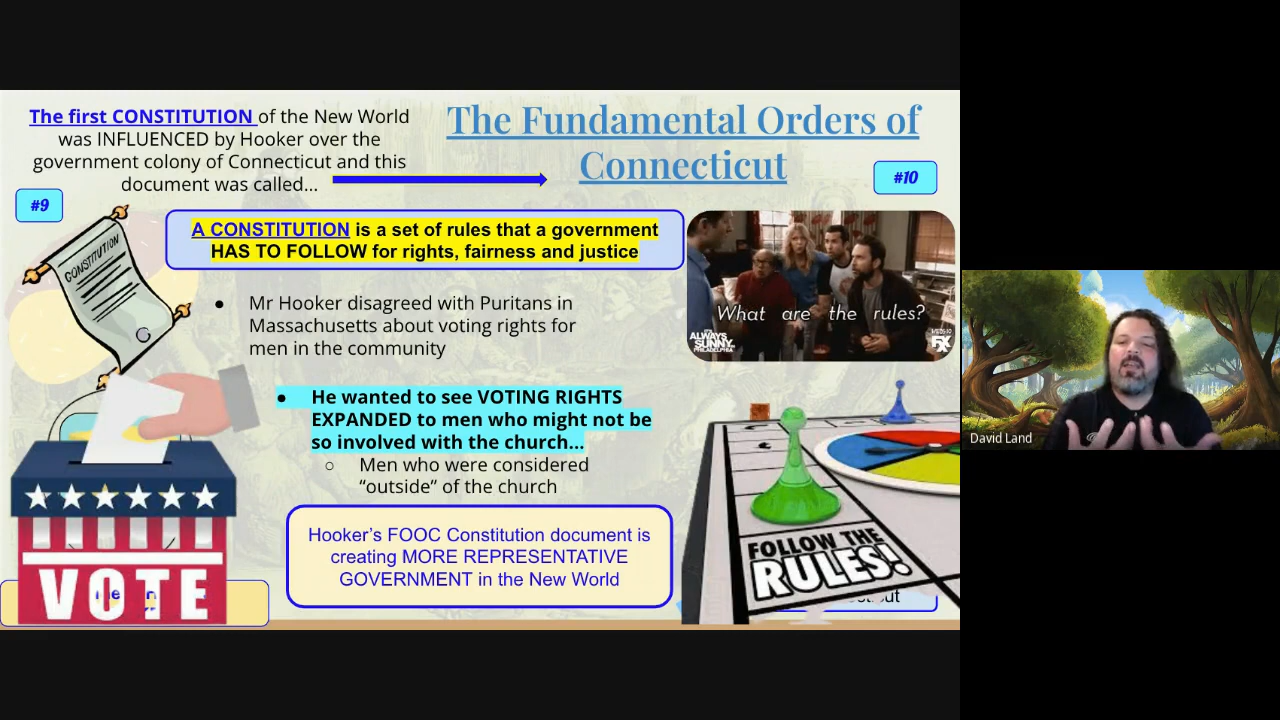 The first CONSTITUTION of the New World
was INFLUENCED by Hooker over the
government colony of Connecticut and this
document was called...
The Fundamental Orders of
Connecticut
#9
#10
A CONSTITUTION is a set of rules that a government
HAS TO FOLLOW for rights, fairness and justice
CONSTITUTION
● Mr Hooker disagreed with Puritans in
Massachusetts about voting rights for
men in the community
What are the rules?
IT'S
ALWAYS
SUNNY
PHILADELPHIA
FX
● He wanted to see VOTING RIGHTS
EXPANDED to men who might not be
so involved with the church...
○ Men who were considered
“outside” of the church
Hooker’s FOOC Constitution document is
creating MORE REPRESENTATIVE
GOVERNMENT in the New World
VOTE
FOLLOW THE
RULES!
David Land